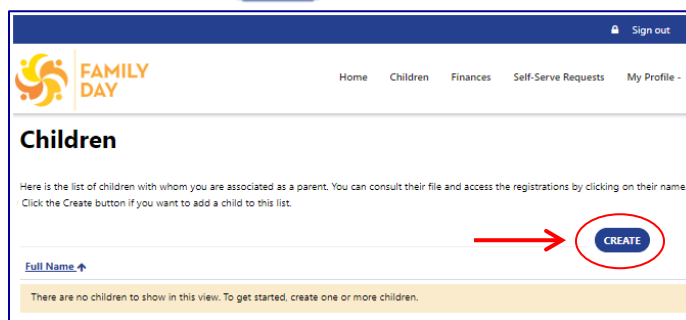 Sign out
FAMILY
DAY
Home Children Finances Self-Serve Requests My Profile -
Children
Here is the list of children with whom you are associated as a parent. You can consult their file and access the registrations by clicking on their name
Click the Create button if you want to add a child to this list.
CREATE
Full Name
There are no children to show in this view. To get started, create one or more children.